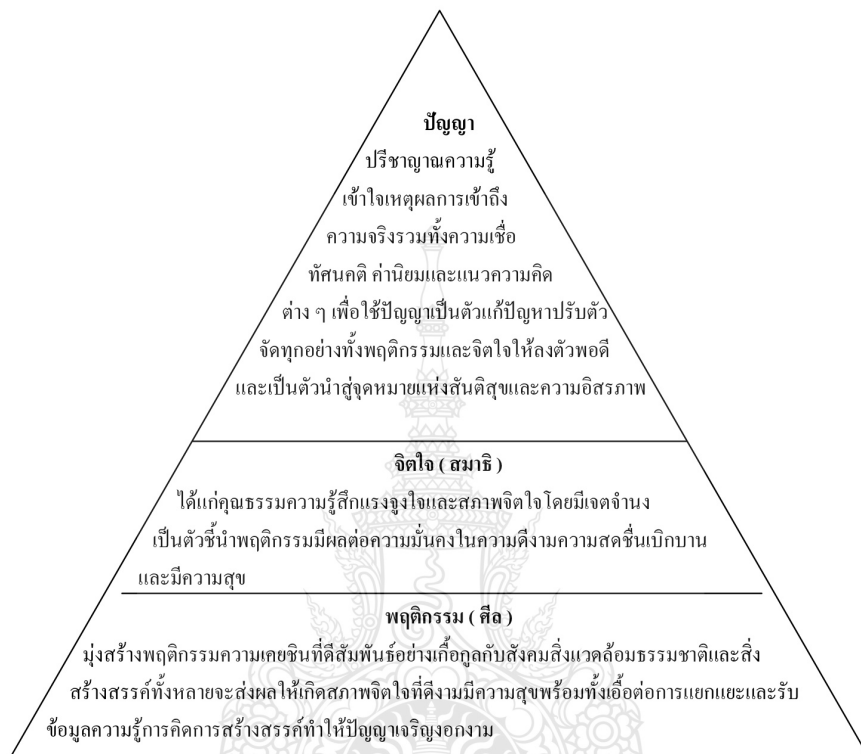 ปัญญา
ปรีชาญาณความรู้
เข้าใจเหตุผลการเข้าถึง
ความจริงรวมทั้งความเชื่อ
ทัศนคติ ค่านิยมและแนวความคิด
ต่าง ๆ เพื่อใช้ปัญญาเป็นตัวแก้ปัญหาปรับตัว
จัดทุกอย่างทั้งพฤติกรรมและจิตใจให้ลงตัวพอดี
และเป็นตัวนำสู่จุดหมายแห่งสันติสุขและความอิสรภาพ
จิตใจ ( สมาธิ )
ได้แก่คุณธรรมความรู้สึกแรงจูงใจและสภาพจิตใจโดยมีเจตจำนง
เป็นตัวชี้นำพฤติกรรมมีผลต่อความมั่นคงในความดีงามความสดชื่นเบิกบาน
และมีความสุข
พฤติกรรม ( ศีล )
มุ่งสร้างพฤติกรรมความเคยชินที่ดีสัมพันธ์อย่างเกื้อกูลกับสังคมสิ่งแวดล้อมธรรมชาติและสิ่ง
สร้างสรรค์ทั้งหลายจะส่งผลให้เกิดสภาพจิตใจที่ดีงามมีความสุขพร้อมทั้งเอื้อต่อการแยกแยะและรับ
ข้อมูลความรู้การคิดการสร้างสรรค์ทำให้ปัญญาเจริญงอกงาม